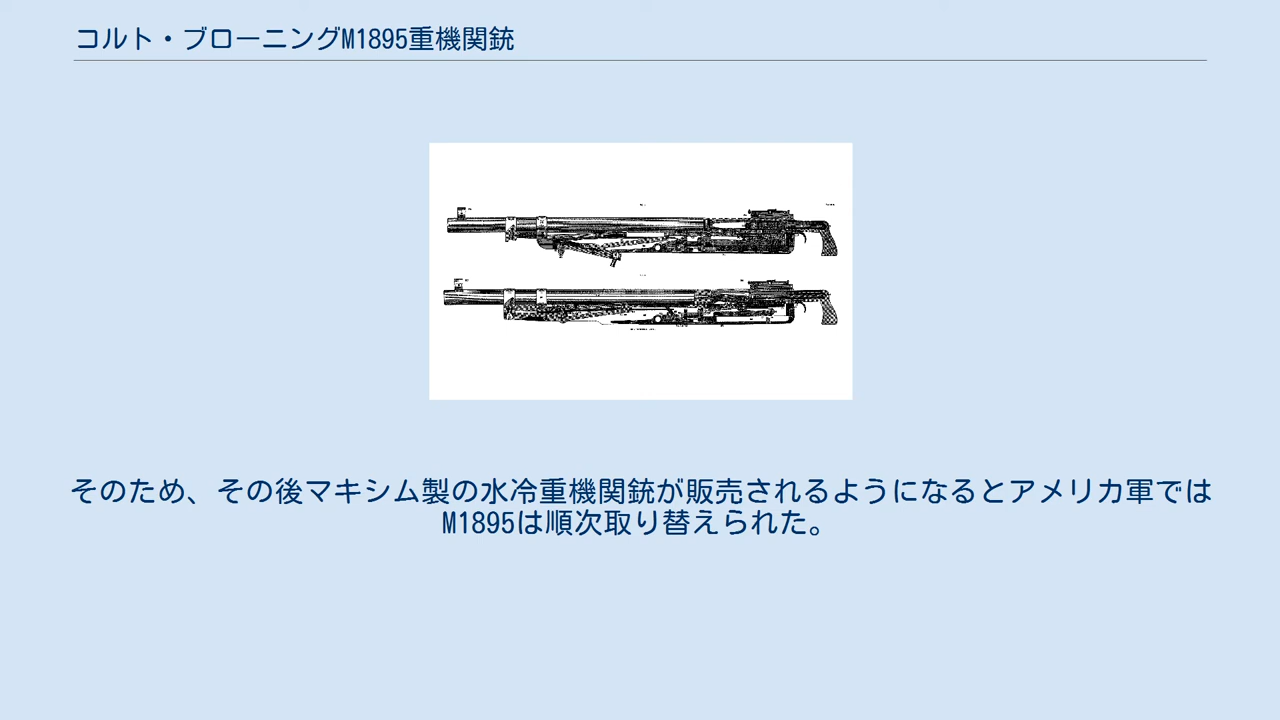 コルト・ブローニングM1895重機関銃
そのため、その後マキシム製の水冷重機関銃が販売されるようになるとアメリカ軍では
M1895は順次取り替えられた。